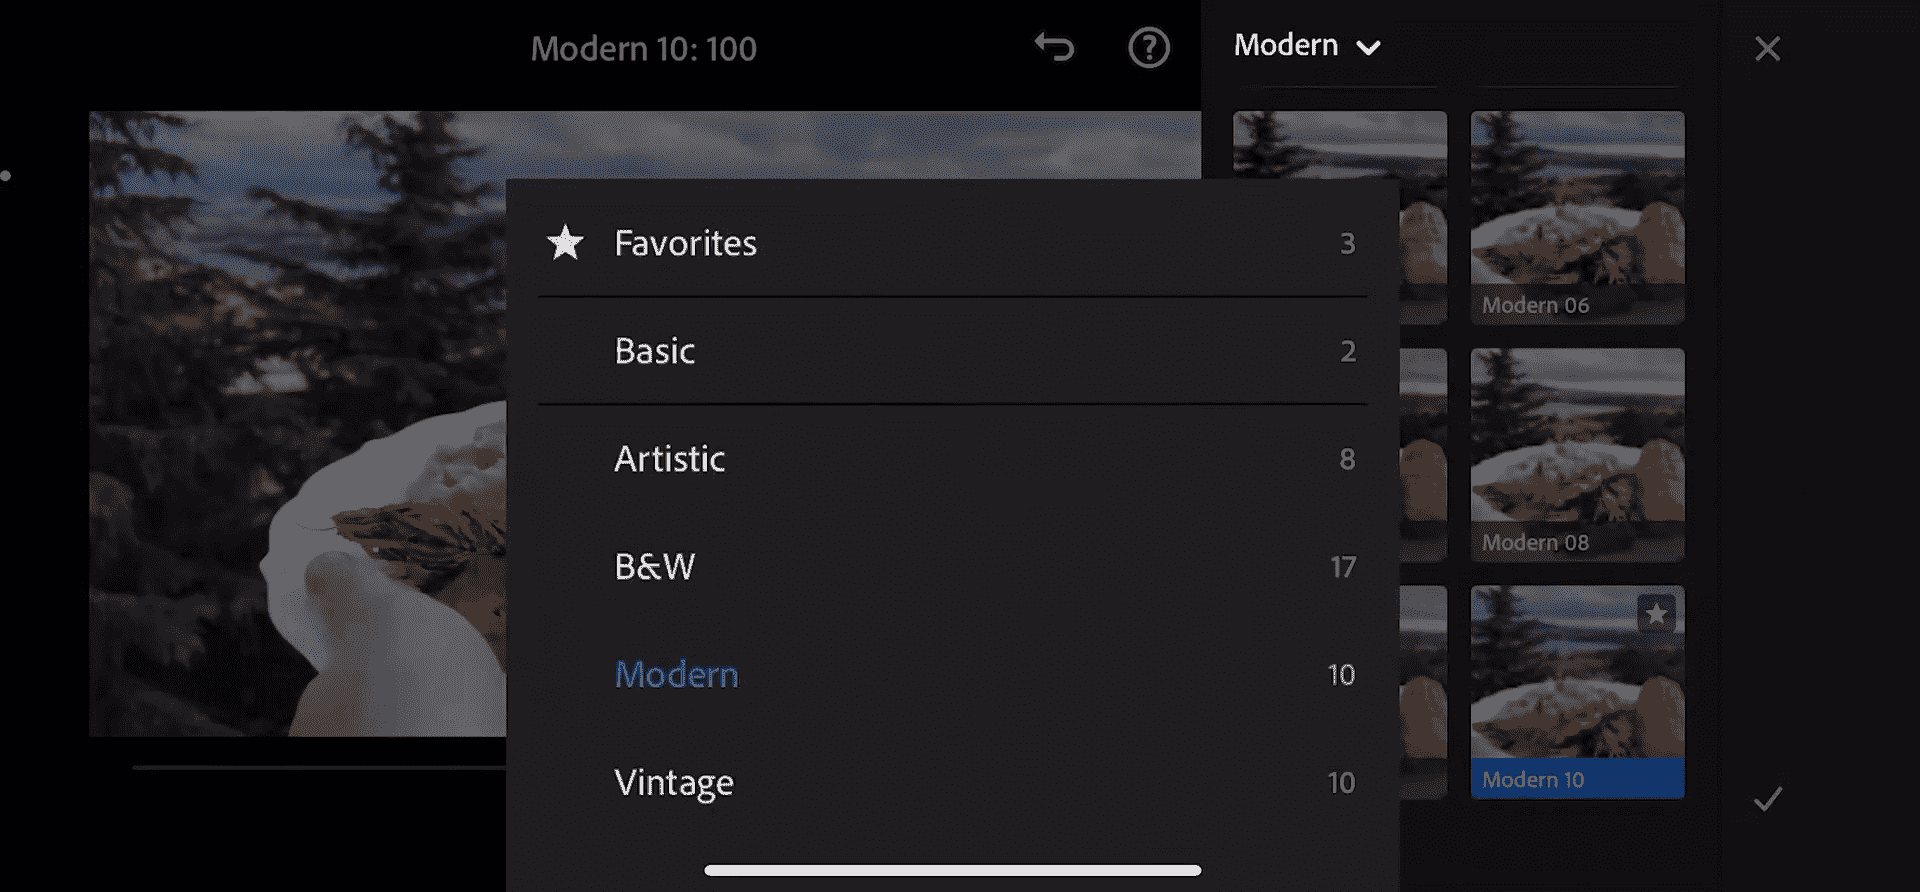 Modern 10: 100
Modern
Favorites 3
Basic 2
Artistic 8
B&W 17
Modern 10
Vintage 10
Modern 06
Modern 08
Modern 10